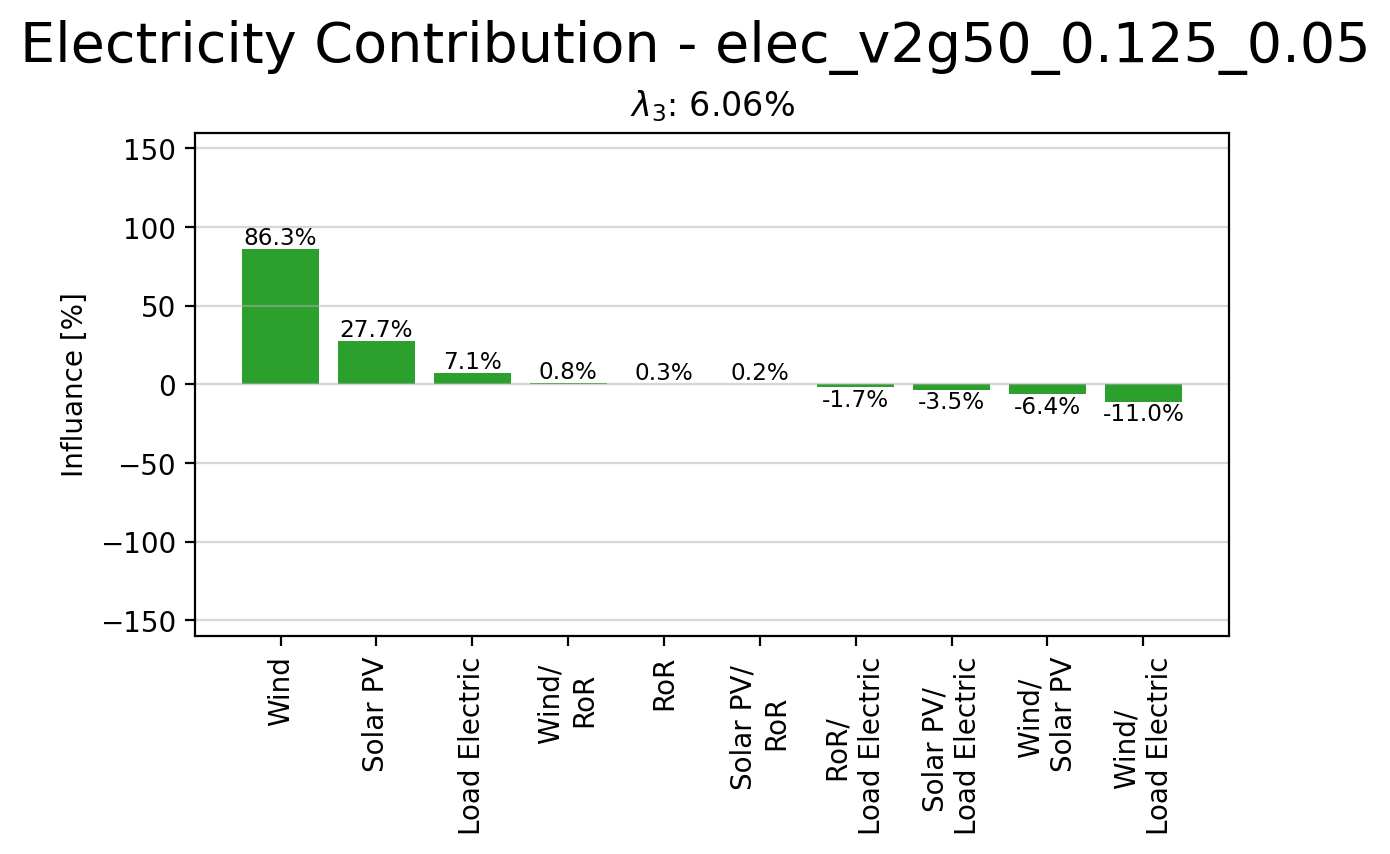 Electricity Contribution - elec_v2g50_0.125_0.05
λ₃: 6.06%
150
100
50
0
−50
−100
−150
Influance [%]
86.3%
27.7%
7.1%
0.8%
0.3%
0.2%
-1.7%
-3.5%
-6.4%
-11.0%
Wind
Solar PV
Load Electric
Wind/
RoR
RoR
Solar PV/
RoR
RoR/
Load Electric
Solar PV/
Load Electric
Wind/
Solar PV
Wind/
Load Electric